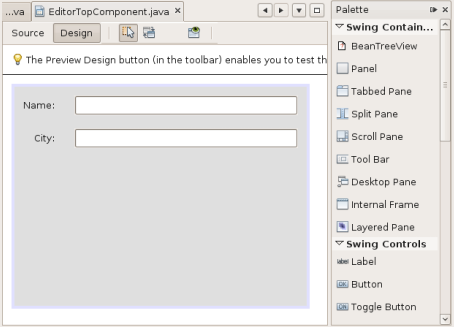 ...va EditorTopComponent.java
Source Design
The Preview Design button (in the toolbar) enables you to test th
Name:
City:
Palette
Swing Contain...
BeanTreeView
Panel
Tabbed Pane
Split Pane
Scroll Pane
Tool Bar
Desktop Pane
Internal Frame
Layered Pane
Swing Controls
label Label
OK Button
ON Toggle Button